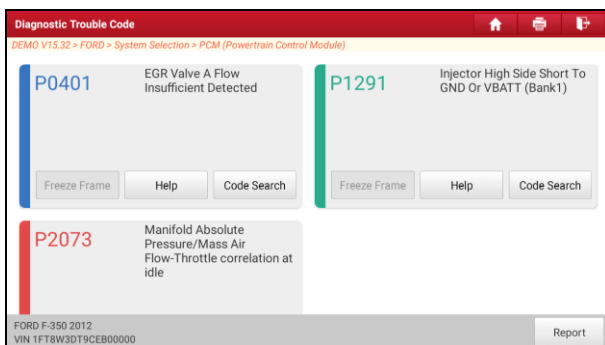 Diagnostic Trouble Code
DEMO V15.32 > FORD > System Selection > PCM (Powertrain Control Module)
P0401
EGR Valve A Flow
Insufficient Detected
Freeze Frame
Help
Code Search
P1291
Injector High Side Short To
GND Or VBATT (Bank1)
Freeze Frame
Help
Code Search
P2073
Manifold Absolute
Pressure/Mass Air
Flow-Throttle correlation at
idle
FORD F-350 2012
VIN 1FT8W3DT9CEB00000
Report